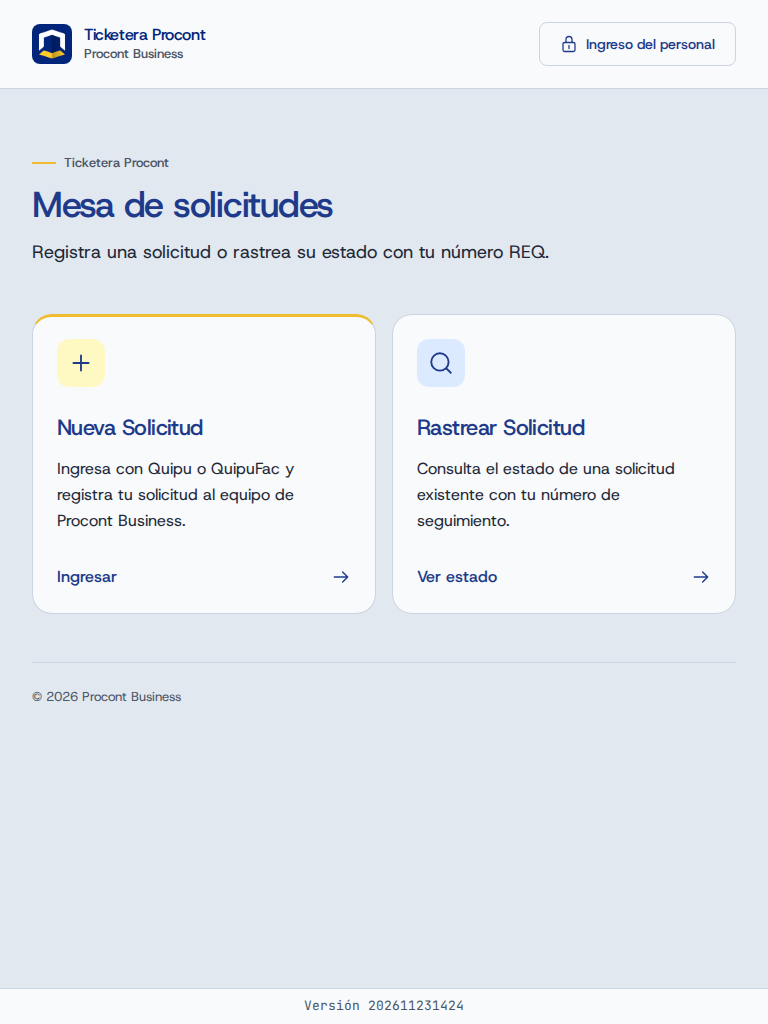 Ticketera Procont
Procont Business
Ingreso del personal
Ticketera Procont
Mesa de solicitudes
Registra una solicitud o rastrea su estado con tu número REQ.
Nueva Solicitud
Ingresa con Quipu o QuipuFac y
registra tu solicitud al equipo de
Procont Business.
Ingresar
Rastrear Solicitud
Consulta el estado de una solicitud
existente con tu número de
seguimiento.
Ver estado
© 2026 Procont Business
Versión 202611231424